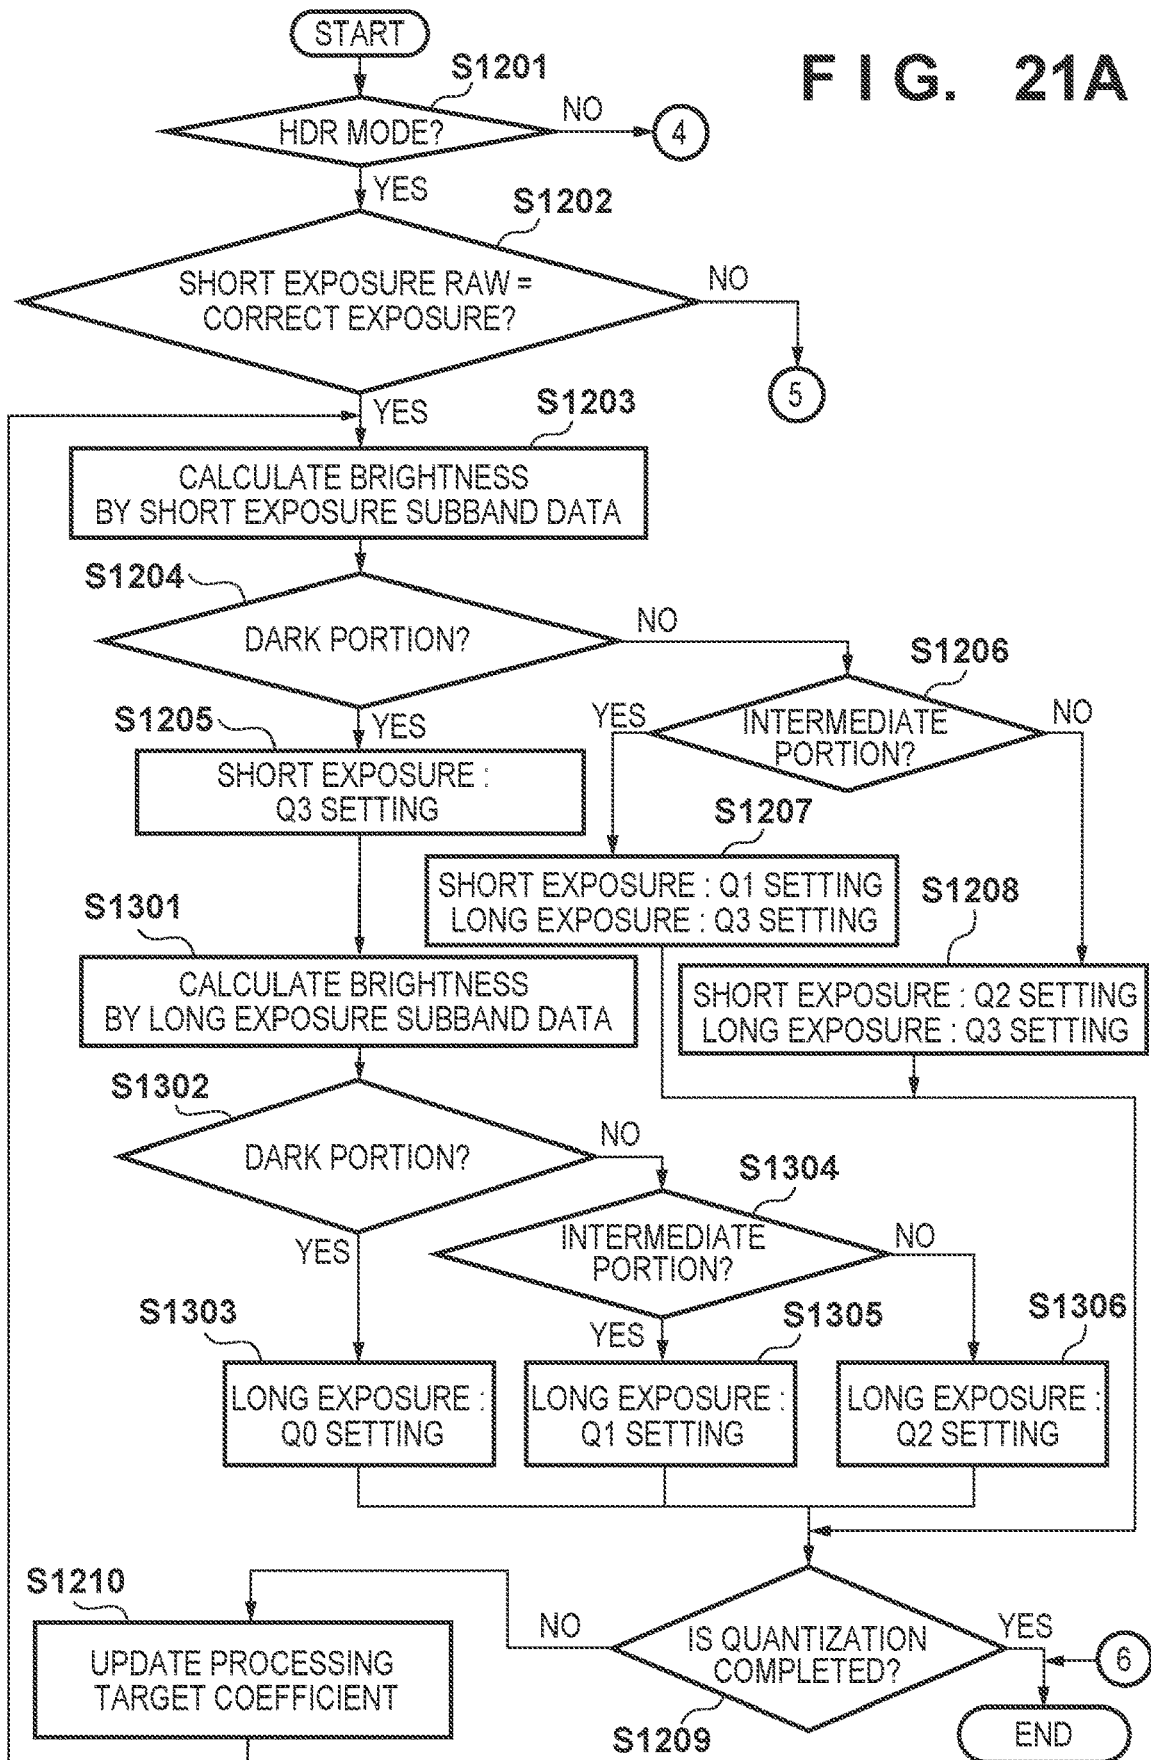 START
FIG. 21A
S1201
HDR MODE?
NO
4
YES
S1202
SHORT EXPOSURE RAW =
CORRECT EXPOSURE?
NO
5
YES
S1203
CALCULATE BRIGHTNESS
BY SHORT EXPOSURE SUBBAND DATA
S1204
DARK PORTION?
NO
YES
S1206
INTERMEDIATE
PORTION?
YES
NO
S1205
SHORT EXPOSURE :
Q3 SETTING
S1207
SHORT EXPOSURE : Q1 SETTING
LONG EXPOSURE : Q3 SETTING
S1208
SHORT EXPOSURE : Q2 SETTING
LONG EXPOSURE : Q3 SETTING
S1301
CALCULATE BRIGHTNESS
BY LONG EXPOSURE SUBBAND DATA
S1302
DARK PORTION?
NO
YES
S1304
INTERMEDIATE
PORTION?
NO
YES
S1303
LONG EXPOSURE :
Q0 SETTING
S1305
LONG EXPOSURE :
Q1 SETTING
S1306
LONG EXPOSURE :
Q2 SETTING
S1210
UPDATE PROCESSING
TARGET COEFFICIENT
NO
IS QUANTIZATION
COMPLETED?
YES
6
S1209
END